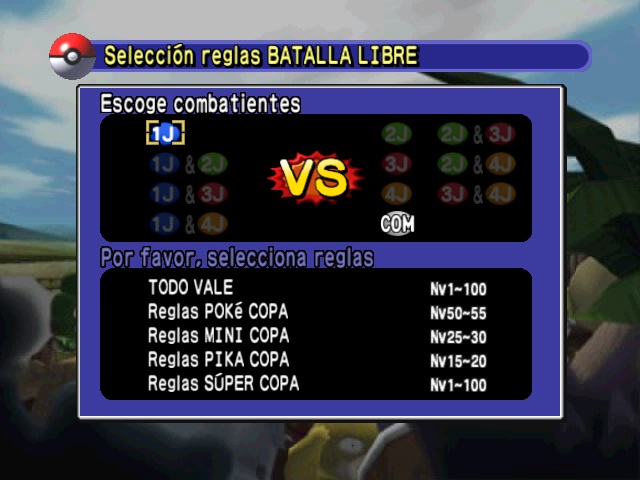 Selección reglas BATALLA LIBRE
Escoge combatientes
1J VS 2J 2J & 3J
1J & 2J 3J 2J & 4J
1J & 3J 4J 3J & 4J
1J & 4J COM
Por favor, selecciona reglas
TODO VALE Nv1~100
Reglas POKé COPA Nv50~55
Reglas MINI COPA Nv25~30
Reglas PIKA COPA Nv15~20
Reglas SÚPER COPA Nv1~100